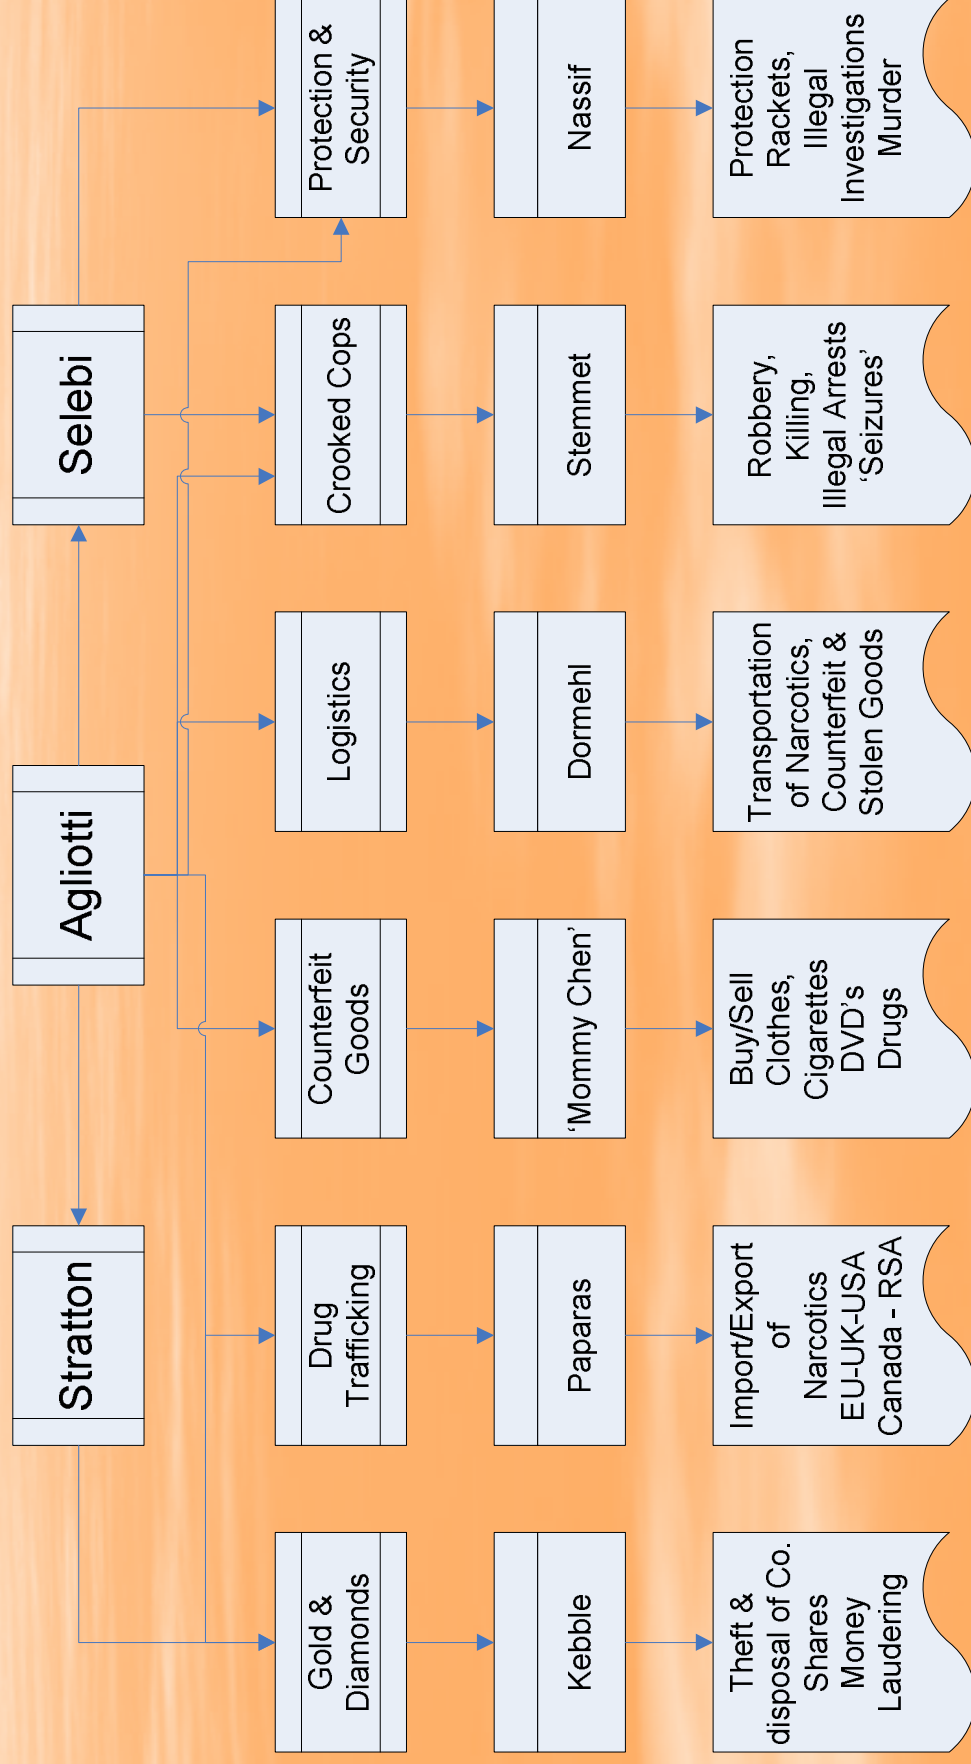 Stratton
Agliotti
Selebi
Gold &
Diamonds
Drug
Trafficking
Counterfeit
Goods
Logistics
Crooked Cops
Protection &
Security
Kebble
Paparas
‘Mommy Chen’
Dormehl
Stemmet
Nassif
Theft &
disposal of Co.
Shares
Money
Laudering
Import/Export
of
Narcotics
EU-UK-USA
Canada - RSA
Buy/Sell
Clothes,
Cigarettes
DVD’s
Drugs
Transportation
of Narcotics,
Counterfeit &
Stolen Goods
Robbery,
Killing,
Illegal Arrests
‘Seizures’
Protection
Rackets,
Illegal
Investigations
Murder